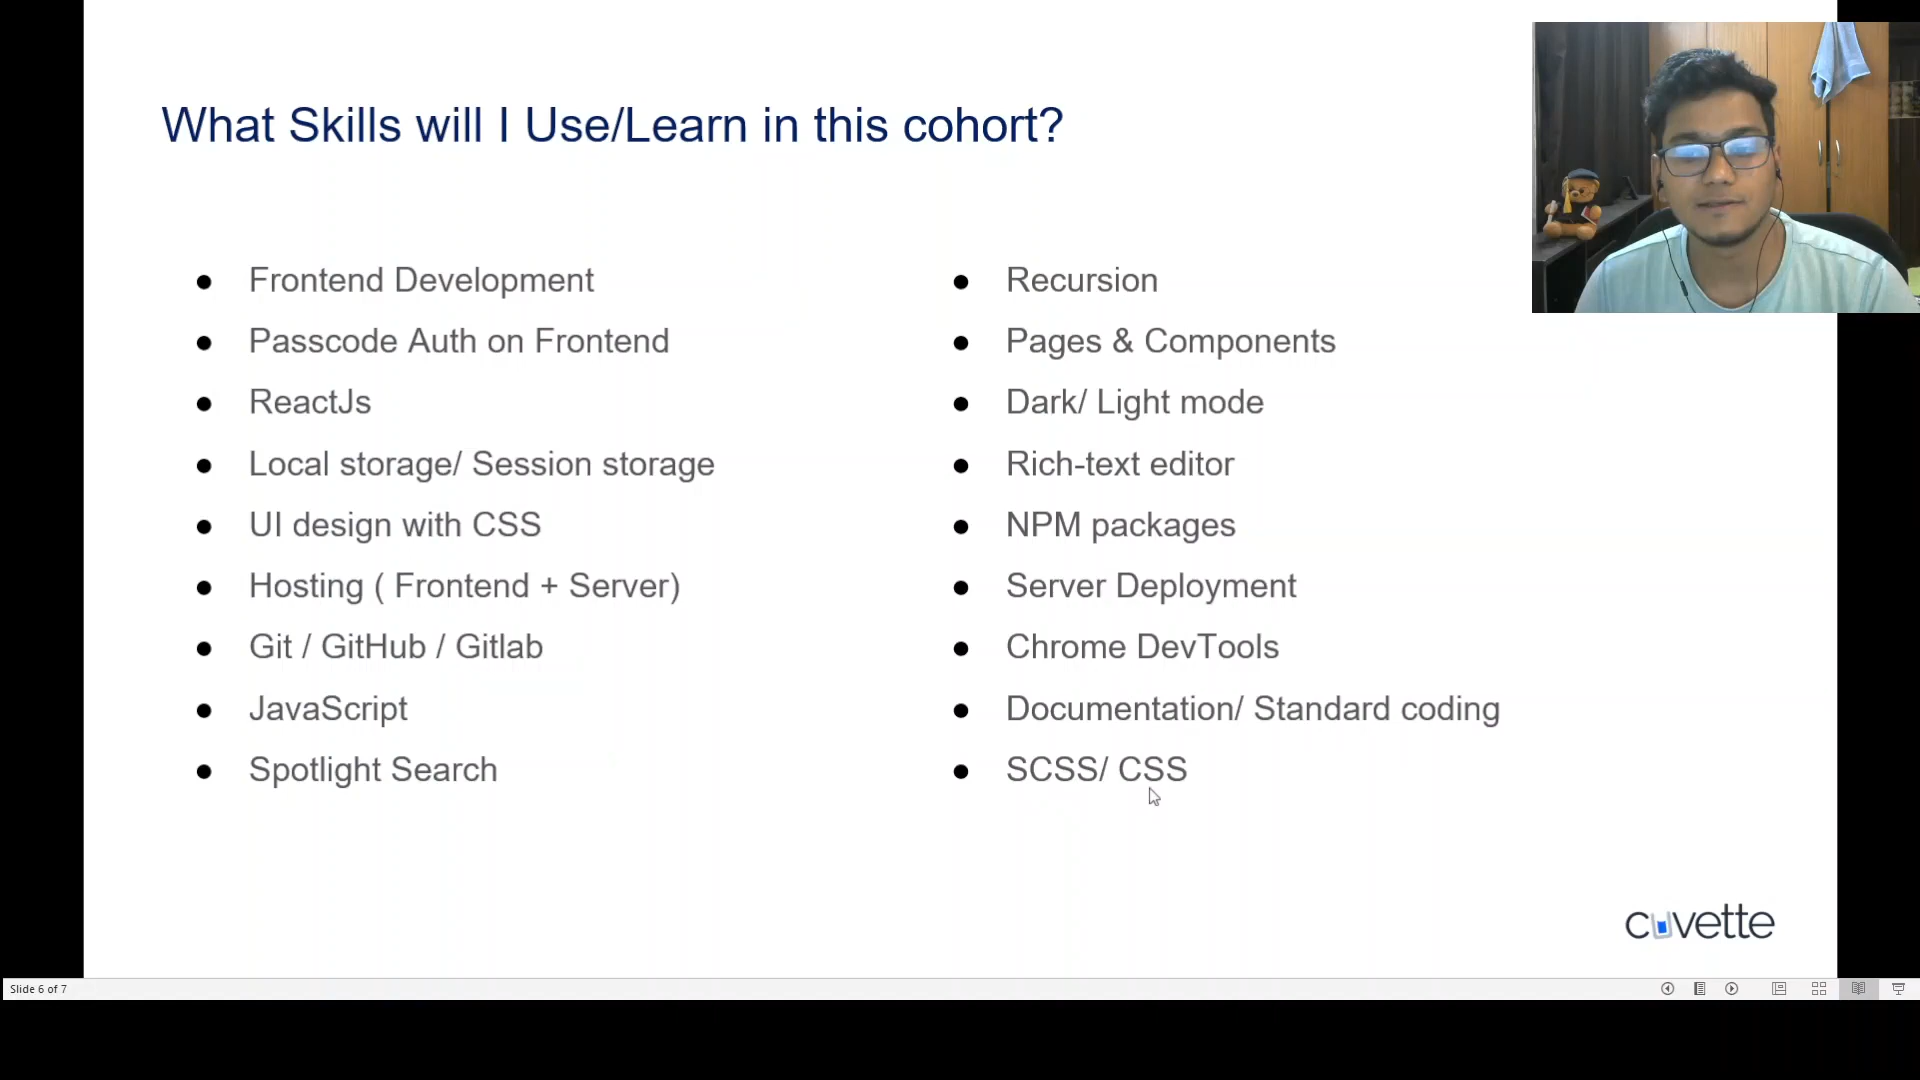 What Skills will I Use/Learn in this cohort?
● Frontend Development
● Passcode Auth on Frontend
● ReactJs
● Local storage/ Session storage
● UI design with CSS
● Hosting ( Frontend + Server)
● Git / GitHub / Gitlab
● JavaScript
● Spotlight Search
● Recursion
● Pages & Components
● Dark/ Light mode
● Rich-text editor
● NPM packages
● Server Deployment
● Chrome DevTools
● Documentation/ Standard coding
● SCSS/ CSS
cuvette
Slide 6 of 7